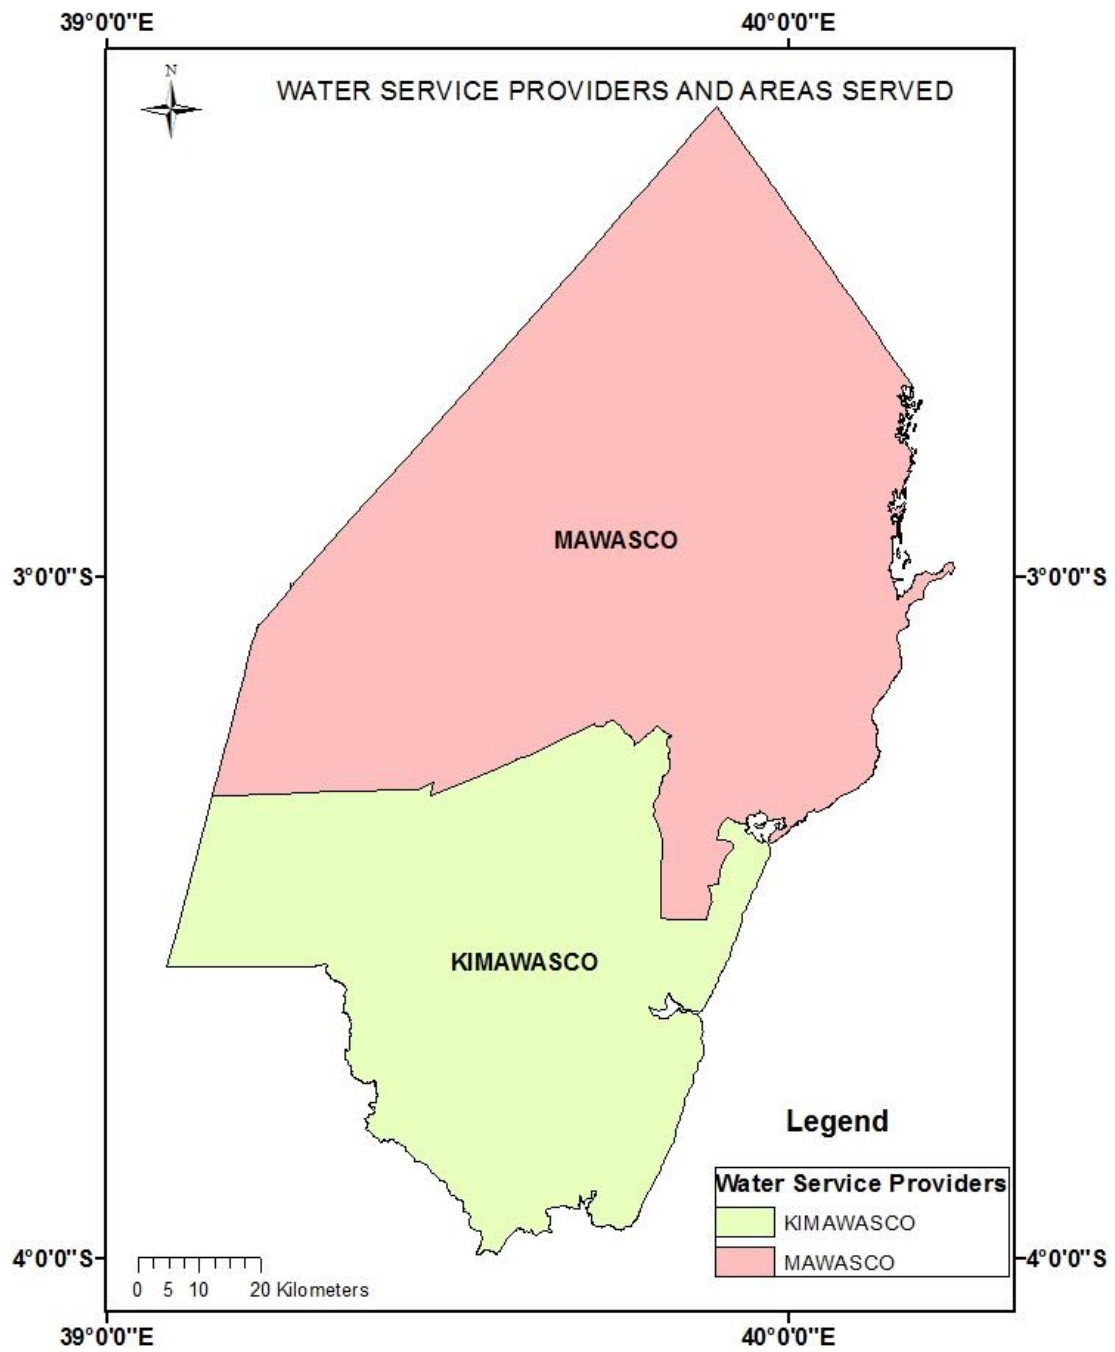 39°0'0"E 40°0'0"E
N
WATER SERVICE PROVIDERS AND AREAS SERVED
MAWASCO
3°0'0"S 3°0'0"S
KIMAWASCO
Legend
Water Service Providers
KIMAWASCO
MAWASCO
4°0'0"S 4°0'0"S
0 5 10 20 Kilometers
39°0'0"E 40°0'0"E